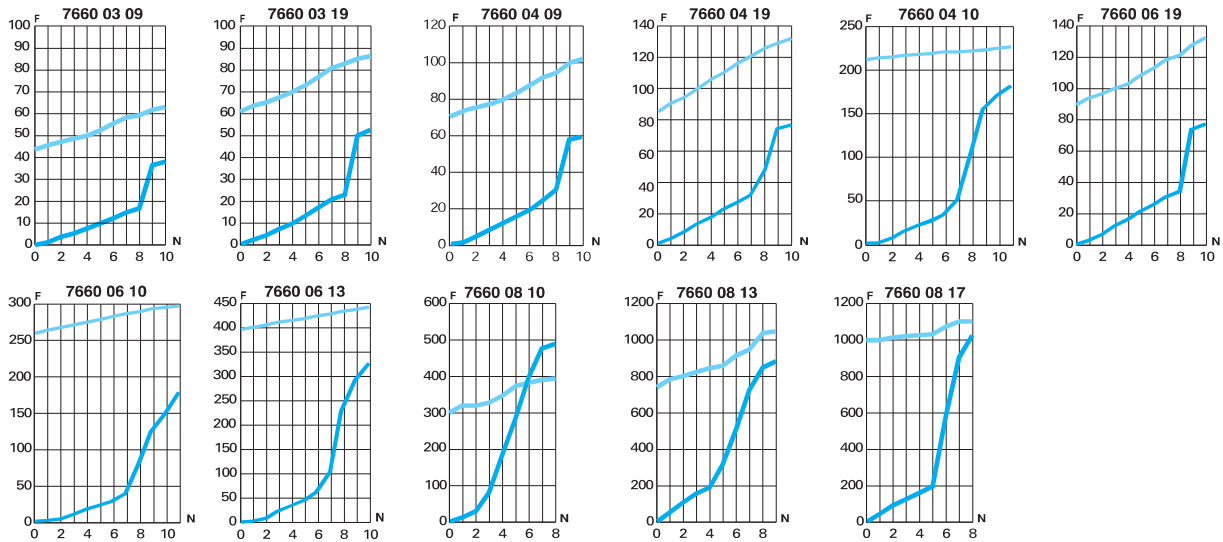 F 7660 03 09
100
90
80
70
60
50
40
30
20
10
0
N
0 2 4 6 8 10
F 7660 03 19
100
90
80
70
60
50
40
30
20
10
0
N
0 2 4 6 8 10
F 7660 04 09
120
100
80
60
40
20
0
N
0 2 4 6 8 10
F 7660 04 19
140
120
100
80
60
40
20
0
N
0 2 4 6 8 10
F 7660 04 10
250
200
150
100
50
0
N
0 2 4 6 8 10
F 7660 06 19
140
120
100
80
60
40
20
0
N
0 2 4 6 8 10
F 7660 06 10
300
250
200
150
100
50
0
N
0 2 4 6 8 10
F 7660 06 13
450
400
350
300
250
200
150
100
50
0
N
0 2 4 6 8 10
F 7660 08 10
600
500
400
300
200
100
0
N
0 2 4 6 8
F 7660 08 13
1200
1000
800
600
400
200
0
N
0 2 4 6 8
F 7660 08 17
1200
1000
800
600
400
200
0
N
0 2 4 6 8